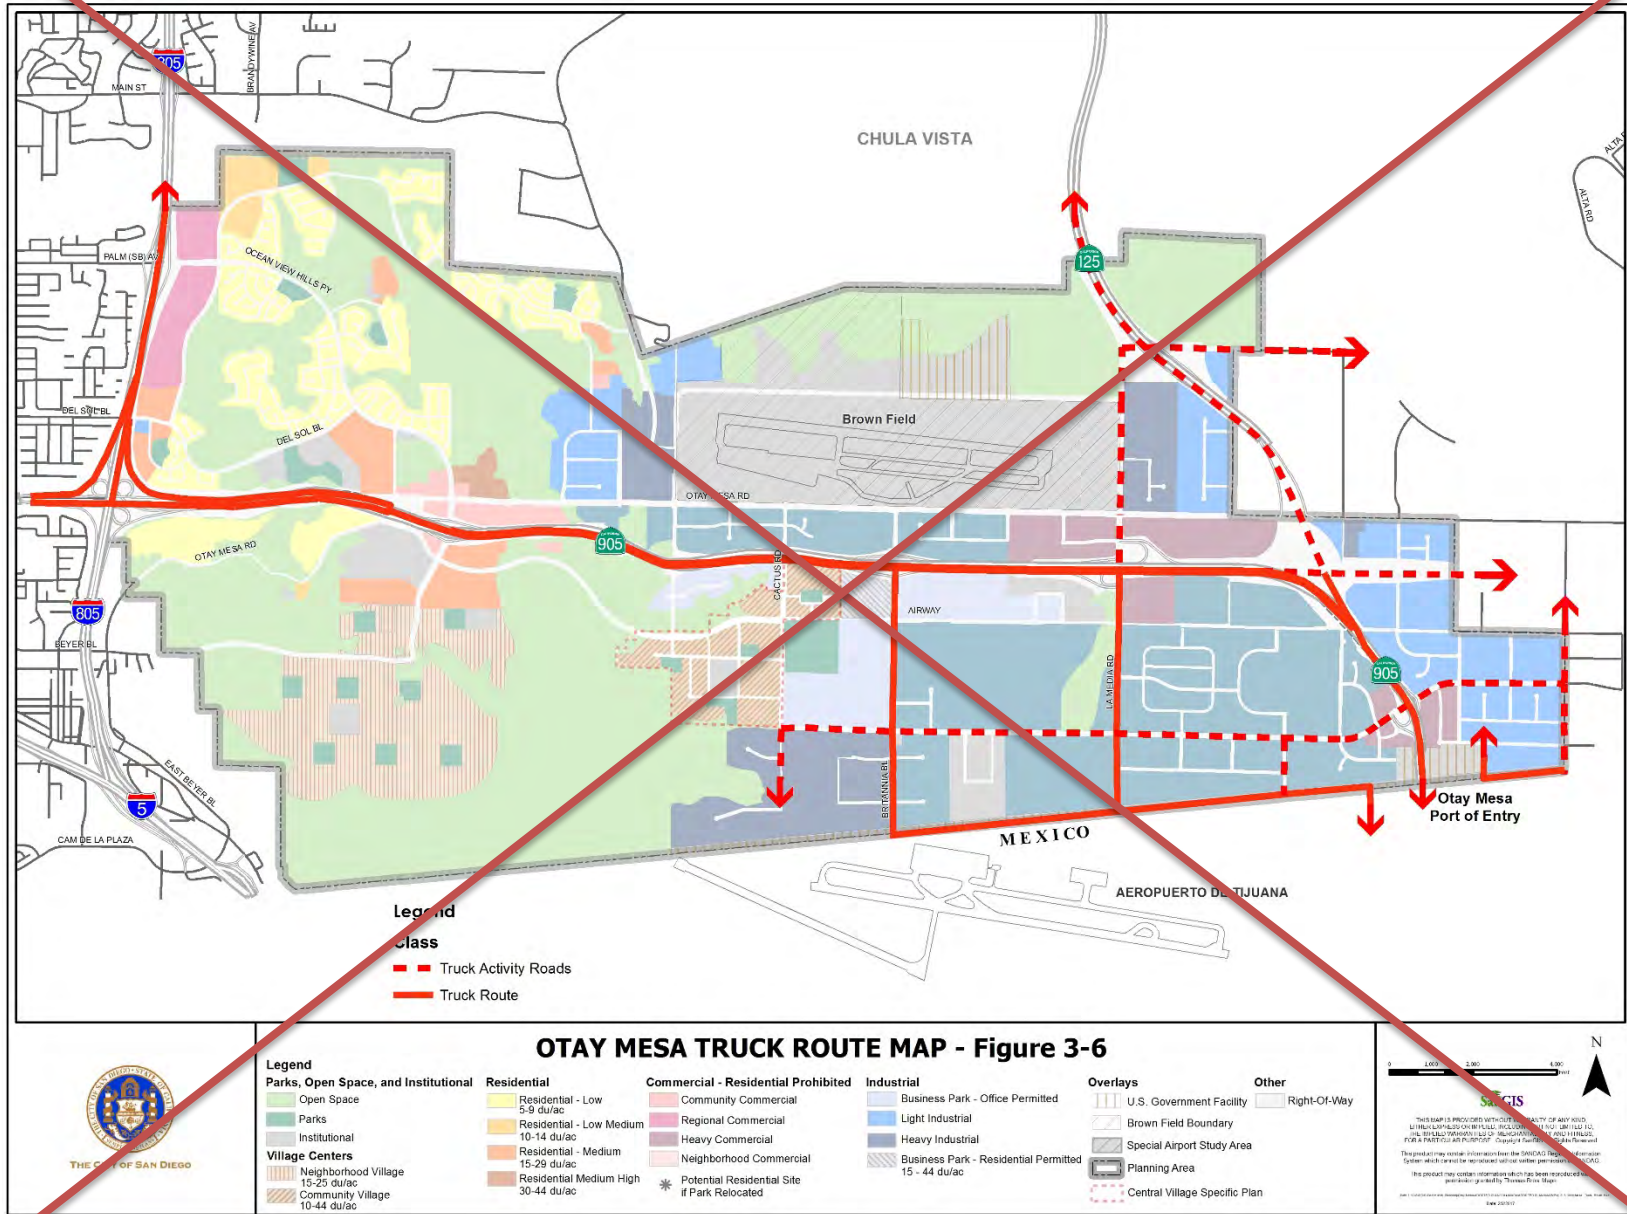 805
MAIN ST
BRANDYWINE AV
CHULA VISTA
ALTA RD
PALM (SB) AV
OCEAN VIEW HILLS PY
125
DEL SOL BL
DEL SOL BL
Brown Field
OTAY MESA RD
OTAY MESA RD
905
CACTUS RD
AIRWAY
805
BEYER BL
LA MEDIA RD
905
EAST BEYER BL
5
BRITANNIA BL
CAM DE LA PLAZA
MEXICO
Otay Mesa
Port of Entry
AEROPUERTO DE TIJUANA
Legend
Class
Truck Activity Roads
Truck Route
OTAY MESA TRUCK ROUTE MAP - Figure 3-6
THE CITY OF SAN DIEGO
Legend
Parks, Open Space, and Institutional
Open Space
Parks
Institutional
Village Centers
Neighborhood Village
15-25 du/ac
Community Village
10-44 du/ac
Residential
Residential - Low
5-9 du/ac
Residential - Low Medium
10-14 du/ac
Residential - Medium
15-29 du/ac
Residential Medium High
30-44 du/ac
Commercial - Residential Prohibited
Community Commercial
Regional Commercial
Heavy Commercial
Neighborhood Commercial
Potential Residential Site
if Park Relocated
Industrial
Business Park - Office Permitted
Light Industrial
Heavy Industrial
Business Park - Residential Permitted
15 - 44 du/ac
Overlays
U.S. Government Facility
Brown Field Boundary
Special Airport Study Area
Planning Area
Central Village Specific Plan
Other
Right-Of-Way
N
SanGIS